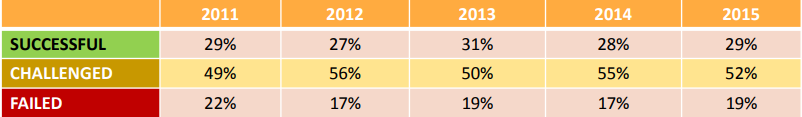 2011 2012 2013 2014 2015
SUCCESSFUL 29% 27% 31% 28% 29%
CHALLENGED 49% 56% 50% 55% 52%
FAILED 22% 17% 19% 17% 19%